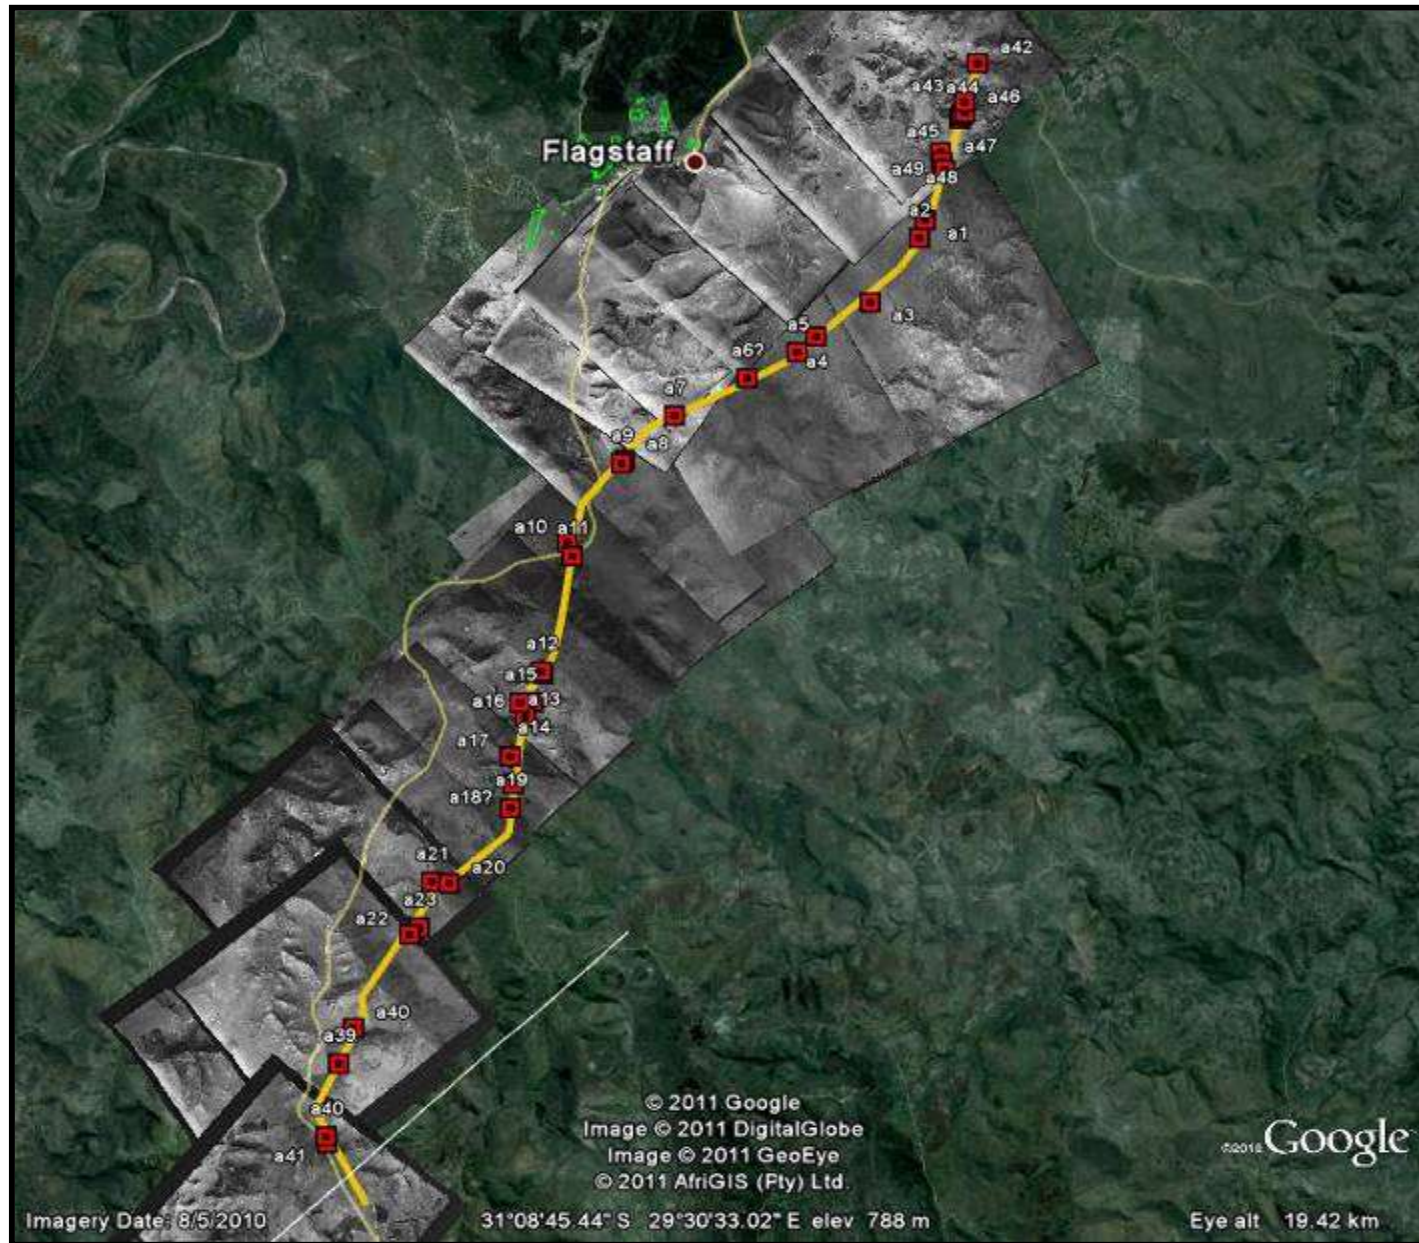 a42
a43 a44
a46
Flagstaff
a45
a47
a49
a48
a2
a1
a3
a5
a6?
a4
a7
a9
a8
a10
a11
a12
a15
a16
a13
a14
a17
a19
a18?
a21
a20
a23
a22
a40
a39
a40
a41
© 2011 Google
Image © 2011 DigitalGlobe
Image © 2011 GeoEye
© 2011 AfriGIS (Pty) Ltd.
Google
Imagery Date: 8/5/2010
31°08'45.44" S 29°30'33.02" E elev 788 m
Eye alt 19.42 km